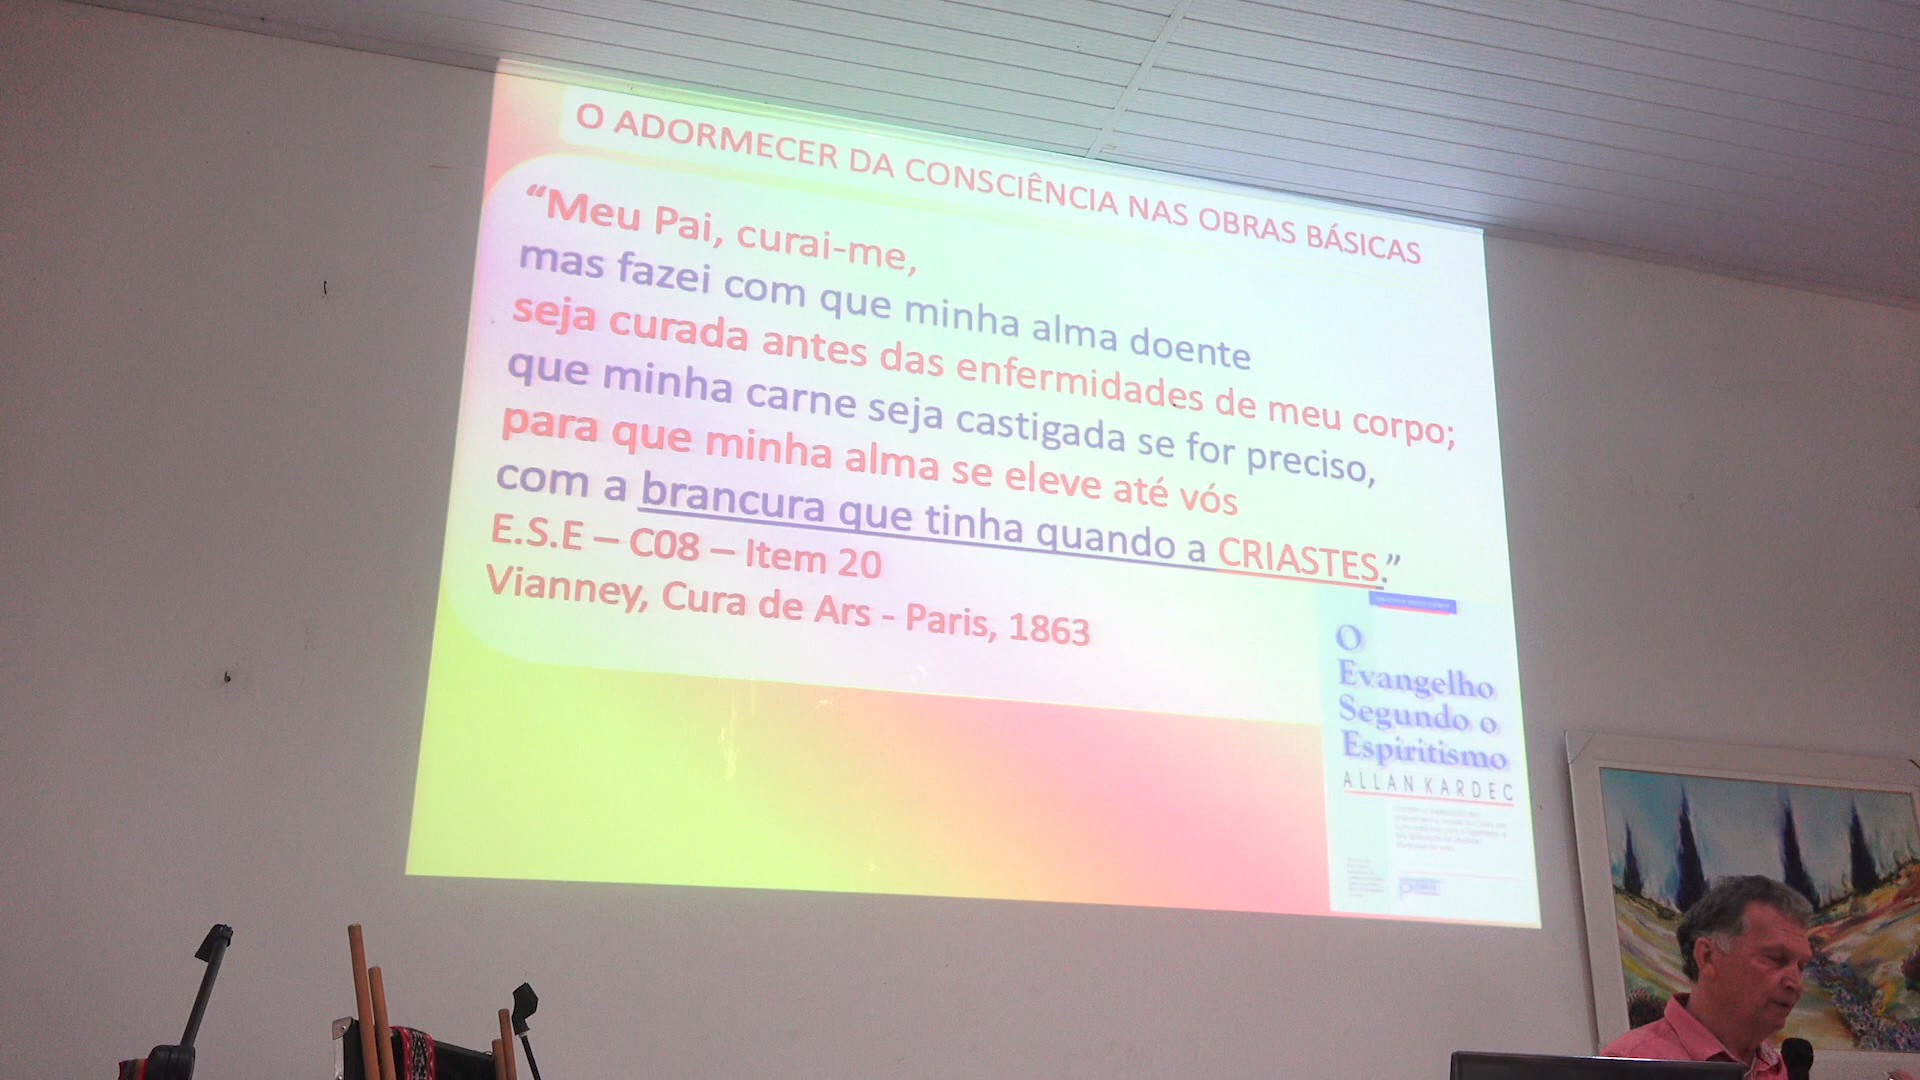 O ADORMECER DA CONSCIÊNCIA NAS OBRAS BÁSICAS
“Meu Pai, curai-me,
mas fazei com que minha alma doente
seja curada antes das enfermidades de meu corpo;
que minha carne seja castigada se for preciso,
para que minha alma se eleve até vós
com a brancura que tinha quando a CRIASTES.”
E.S.E – C08 – Item 20
Vianney, Cura de Ars - Paris, 1863
O
Evangelho
Segundo o
Espiritismo
ALLAN KARDEC